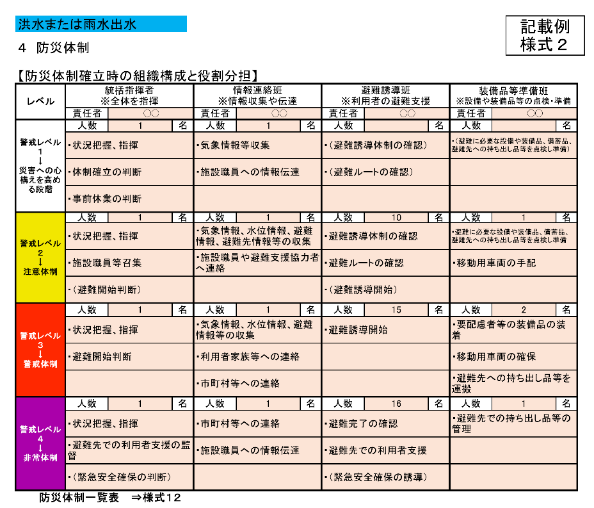 洪水または雨水出水
記載例
様式2
4 防災体制
【防災体制確立時の組織構成と役割分担】
レベル
統括指揮者
※全体を指揮
情報連絡班
※情報収集や伝達
避難誘導班
※利用者の避難支援
装備品等準備班
※設備や装備品等の点検・準備
責任者 ○○
責任者 ○○
責任者 ○○
責任者 ○○
警戒レベル
1
↓
災害への心
構えを高め
る段階
人数 1 名
・状況把握、指揮
・体制確立の判断
・事前休業の判断
人数 1 名
・気象情報等収集
・施設職員への情報伝達
人数 名
・(避難誘導体制の確認)
・(避難ルートの確認)
人数 名
・(避難に必要な設備や装備品、備蓄品、
避難先への持ち出し品等を点検し準備)
警戒レベル
2
↓
注意体制
人数 1 名
・状況把握、指揮
・施設職員等召集
・(避難開始判断)
人数 1 名
・気象情報、水位情報、避難
情報、避難先情報等の収集
・施設職員や避難支援協力者
へ連絡
人数 10 名
・避難誘導体制の確認
・避難ルートの確認
・(避難誘導開始)
人数 1 名
・避難に必要な設備や装備品、備蓄品、
避難先への持ち出し品等を点検し準備
・移動用車両の手配
警戒レベル
3
↓
警戒体制
人数 1 名
・状況把握、指揮
・避難開始判断
人数 1 名
・気象情報、水位情報、避難
情報等の収集
・利用者家族等への連絡
・市町村等への連絡
人数 15 名
・避難誘導開始
人数 2 名
・要配慮者等の装備品の装
着
・移動用車両の確保
・避難先への持ち出し品等を
運搬
警戒レベル
4
↓
非常体制
人数 1 名
・状況把握、指揮
・避難先での利用者支援の監
督
・(緊急安全確保の判断)
人数 1 名
・市町村等への連絡
・施設職員への情報伝達
人数 16 名
・避難完了の確認
・避難先での利用者支援
・(緊急安全確保の誘導)
人数 1 名
・避難先での持ち出し品等の
管理
防災体制一覧表 ⇒様式12